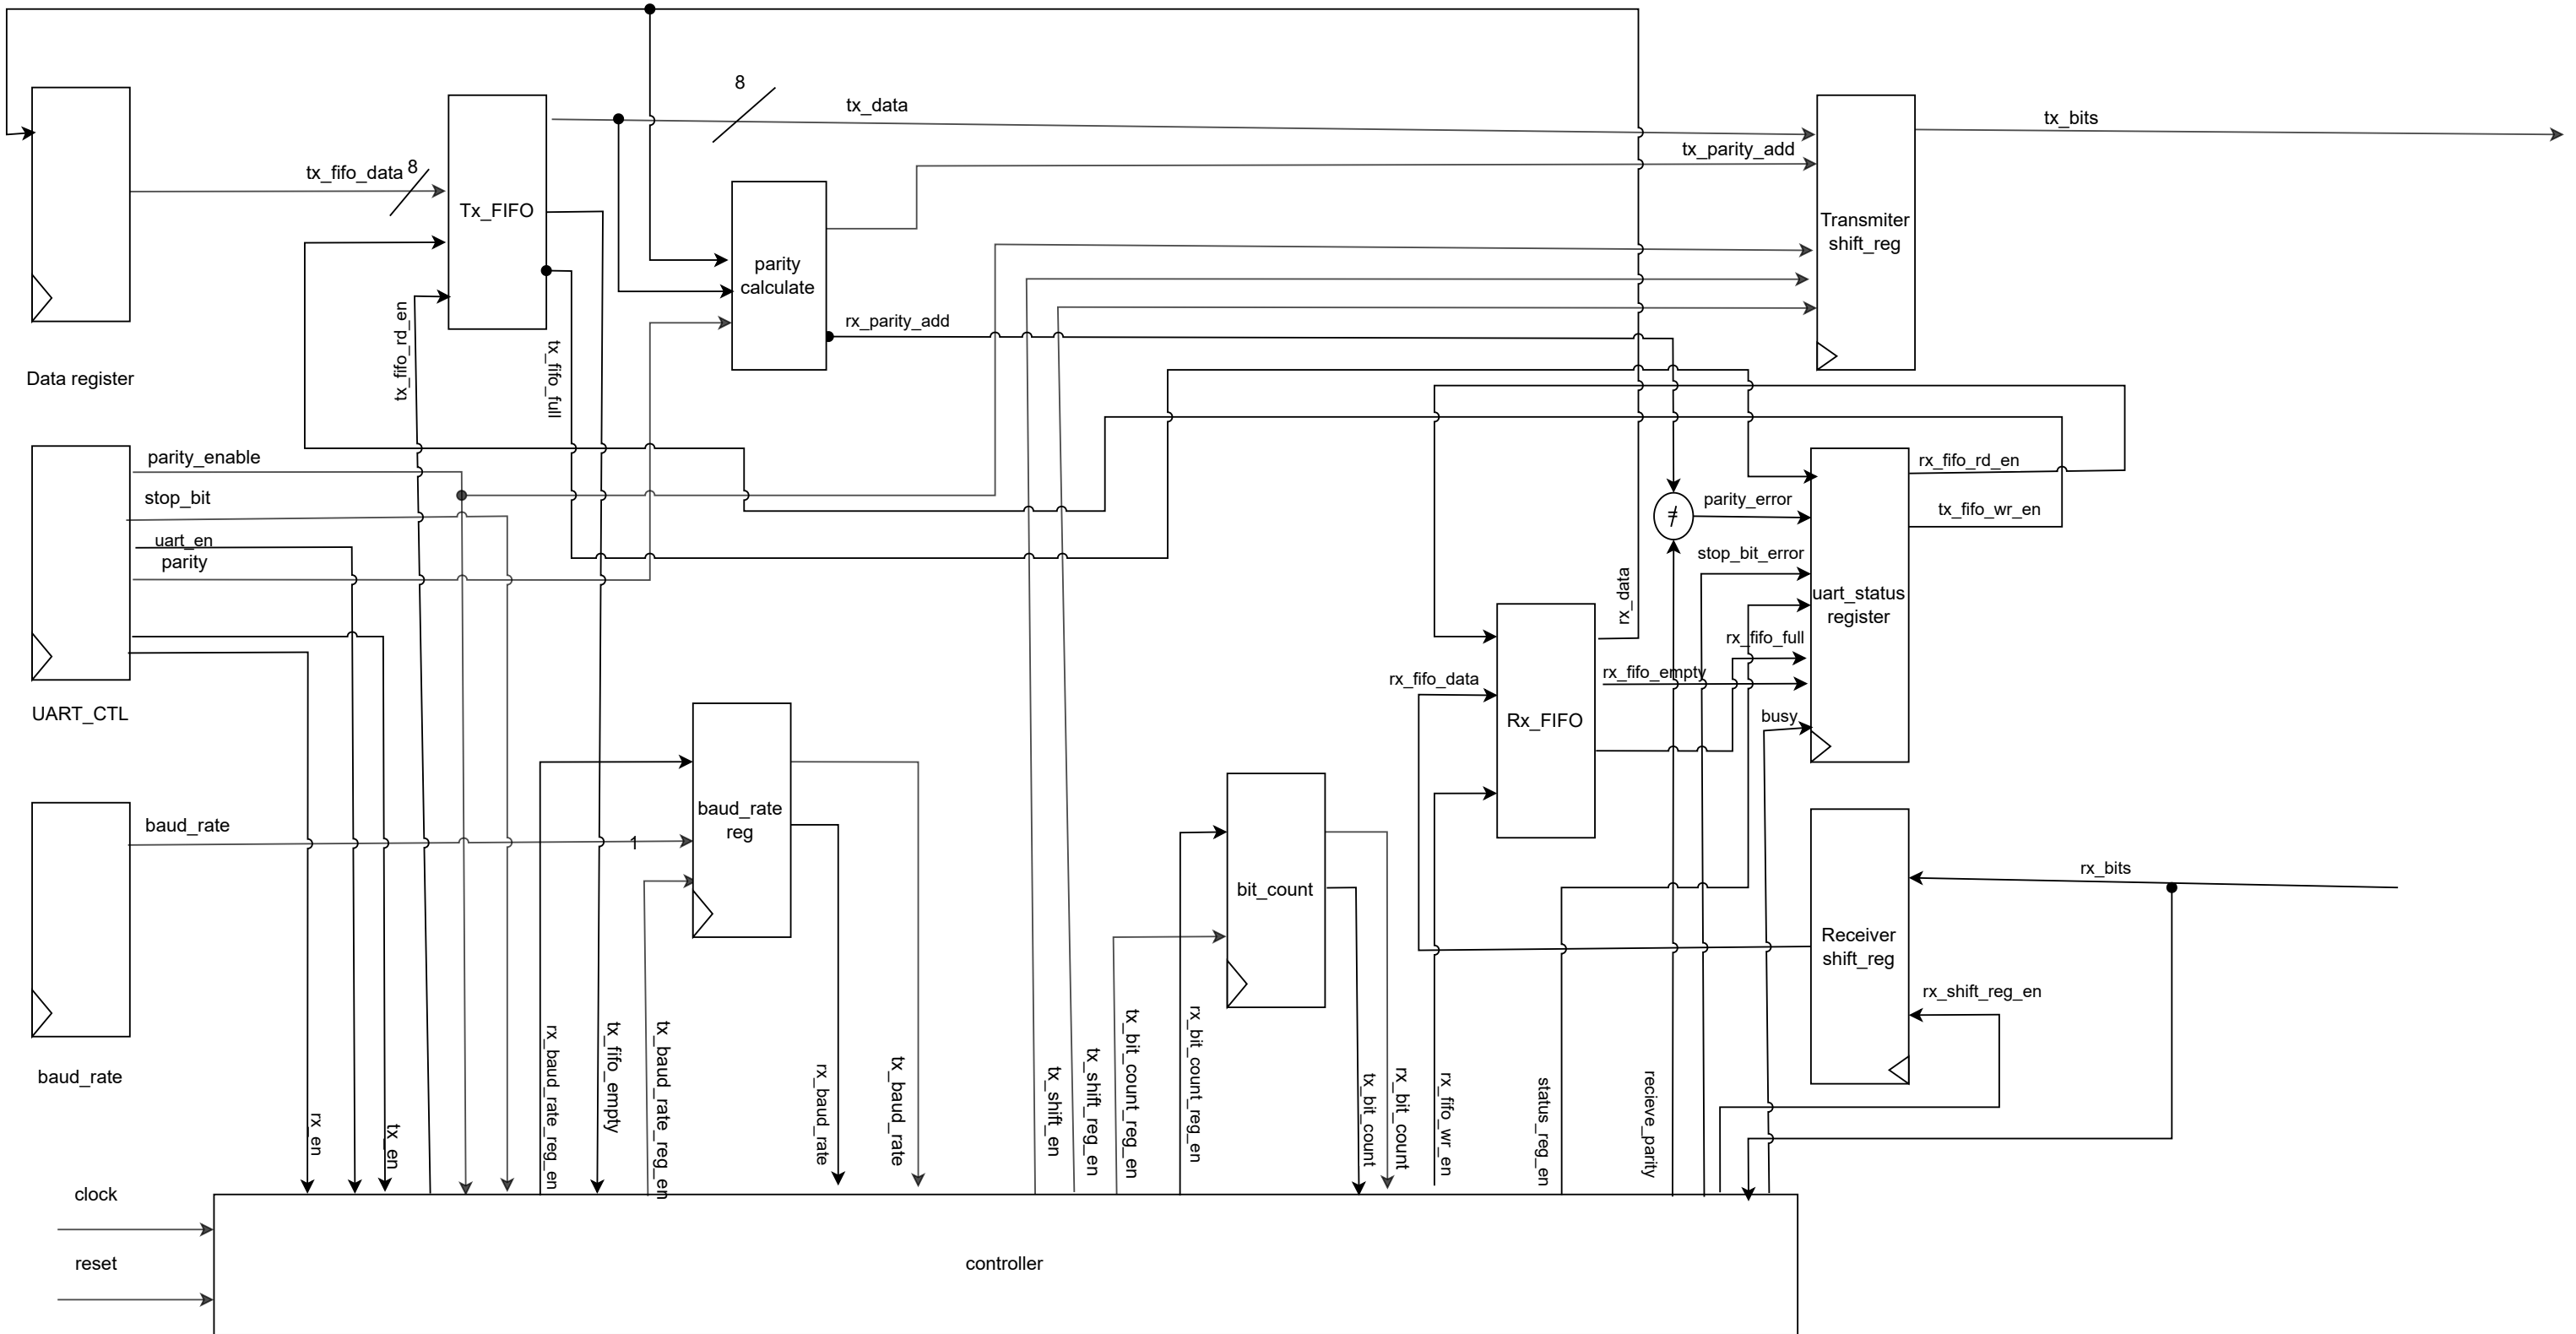 8
tx_data
tx_bits
tx_parity_add
tx_fifo_data
8
Tx_FIFO
Transmiter
shift_reg
parity
calculate
rx_parity_add
tx_fifo_rd_en
tx_fifo_full
Data register
parity_enable
stop_bit
uart_en
parity
rx_fifo_rd_en
parity_error
≠
tx_fifo_wr_en
stop_bit_error
uart_status
register
rx_data
rx_fifo_full
rx_fifo_empty
rx_fifo_data
Rx_FIFO
busy
UART_CTL
baud_rate
1
baud_rate
reg
bit_count
rx_bits
Receiver
shift_reg
rx_shift_reg_en
baud_rate
rx_en
tx_en
rx_baud_rate_reg_en
tx_fifo_empty
tx_baud_rate_reg_en
rx_baud_rate
tx_baud_rate
tx_shift_en
tx_shift_reg_en
tx_bit_count_reg_en
rx_bit_count_reg_en
tx_bit_count
rx_bit_count
rx_fifo_wr_en
status_reg_en
recieve_parity
clock
reset
controller